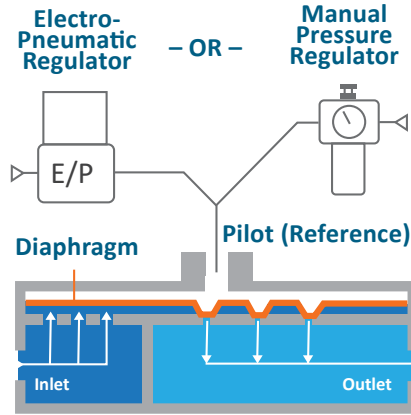 Electro-
Pneumatic
Regulator
– OR –
Manual
Pressure
Regulator
E/P
Pilot (Reference)
Diaphragm
Inlet
Outlet